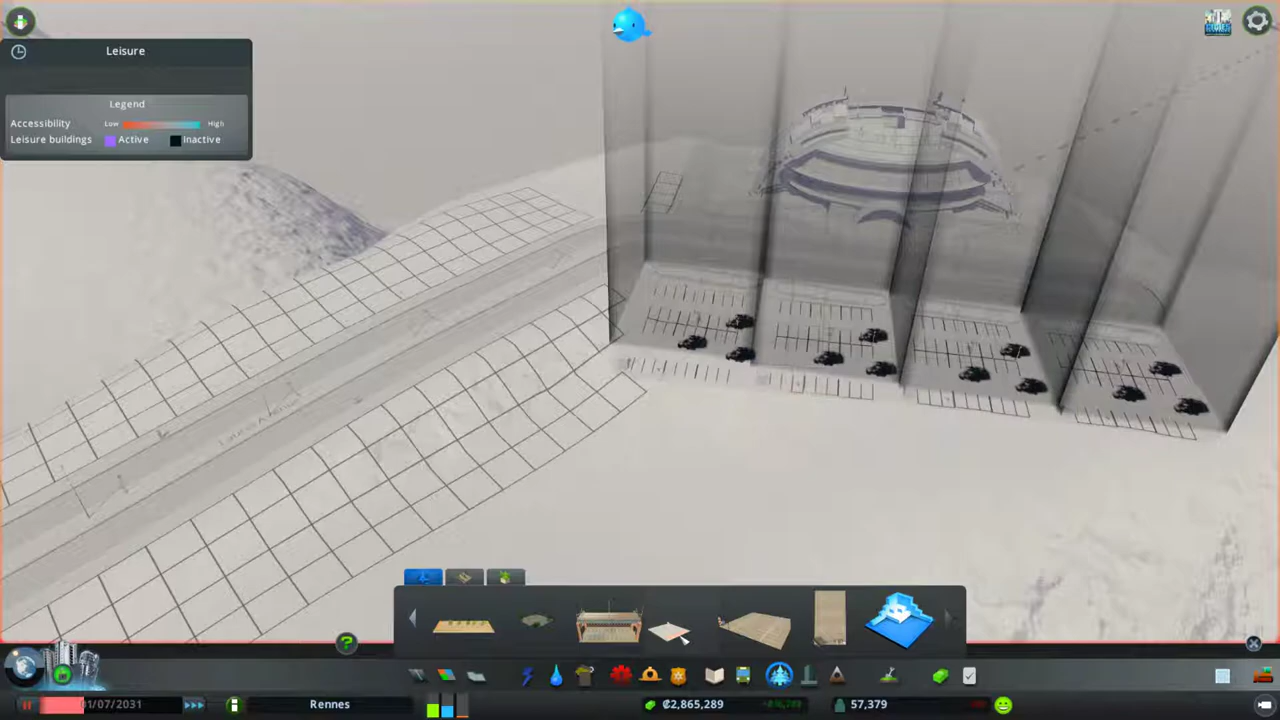 Leisure
Legend
Accessibility Low High
Leisure buildings Active Inactive
?
01/07/2031
Rennes
₡2,865,289
57,379